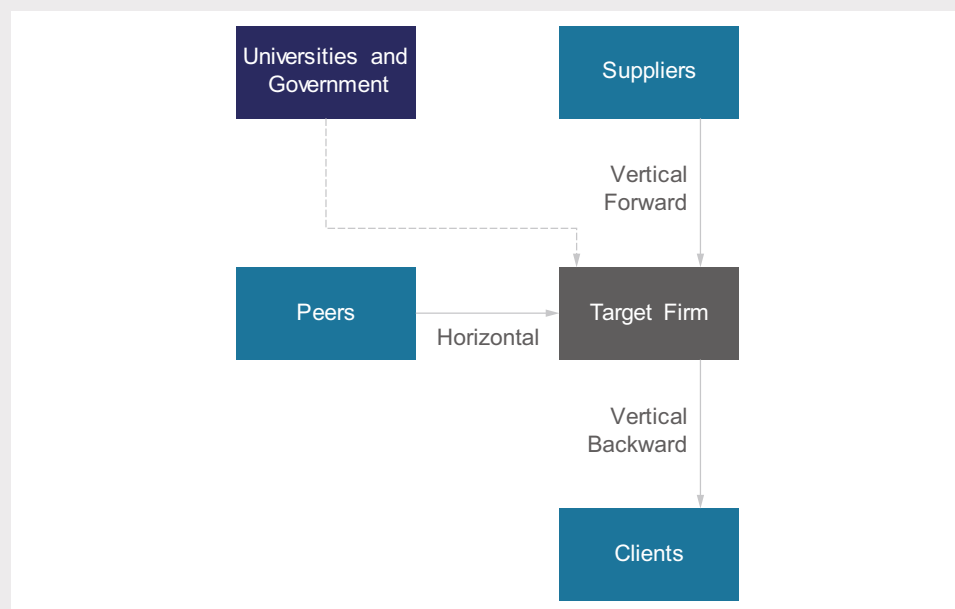 Universities and
Government
Suppliers
Vertical
Forward
Peers
Horizontal
Target Firm
Vertical
Backward
Clients